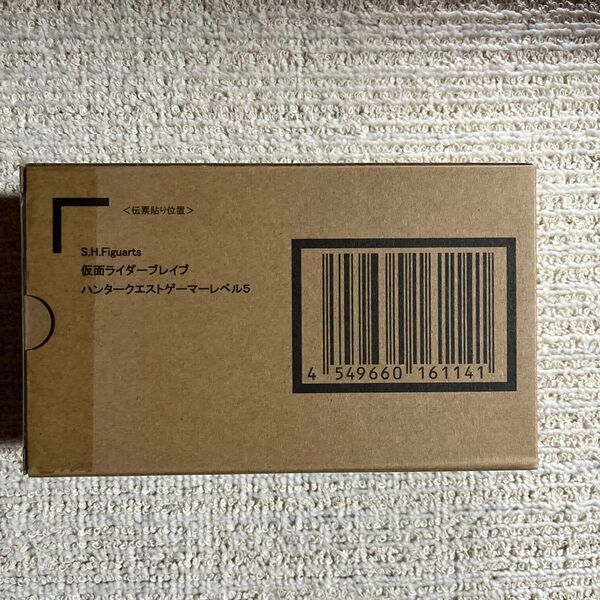 ＜伝票貼り位置＞
S.H.Figuarts
仮面ライダーブレイブ
ハンタークエストゲーマーレベル5
4 549660 161141